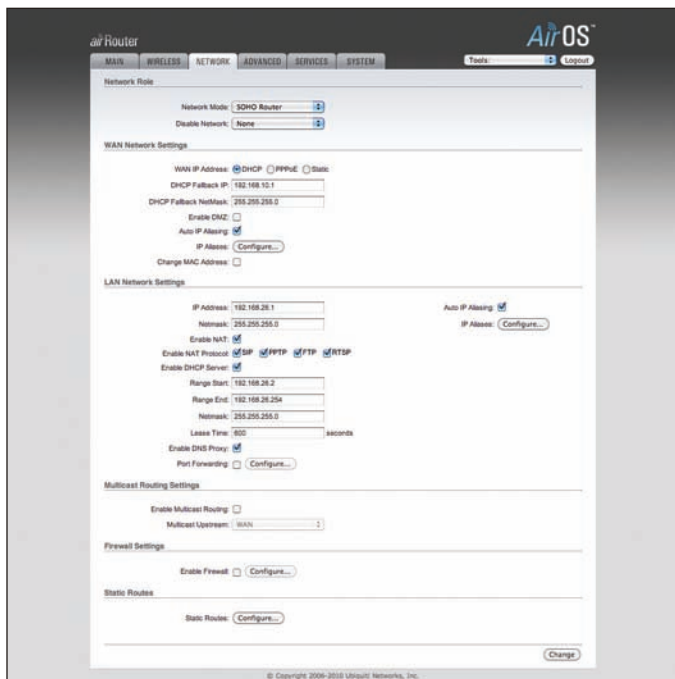 airRouter
AirOS™
MAIN WIRELESS NETWORK ADVANCED SERVICES SYSTEM Tools: Logout
Network Role
Network Mode: SOHO Router
Disable Network: None
WAN Network Settings
WAN IP Address: DHCP PPPoE Static
DHCP Fallback IP: 192.168.10.1
DHCP Fallback NetMask: 255.255.255.0
Enable DMZ:
Auto IP Aliasing:
IP Aliases: Configure...
Change MAC Address:
LAN Network Settings
IP Address: 192.168.26.1 Auto IP Aliasing:
Netmask: 255.255.255.0 IP Aliases: Configure...
Enable NAT:
Enable NAT Protocol: SIP PPTP FTP RTSP
Enable DHCP Server:
Range Start: 192.168.26.2
Range End: 192.168.26.254
Netmask: 255.255.255.0
Lease Time: 600 seconds
Enable DNS Proxy:
Port Forwarding: Configure...
Multicast Routing Settings
Enable Multicast Routing:
Multicast Upstream: WAN
Firewall Settings
Enable Firewall: Configure...
Static Routes
Static Routes: Configure...
Change
© Copyright 2006-2010 Ubiquiti Networks, Inc.